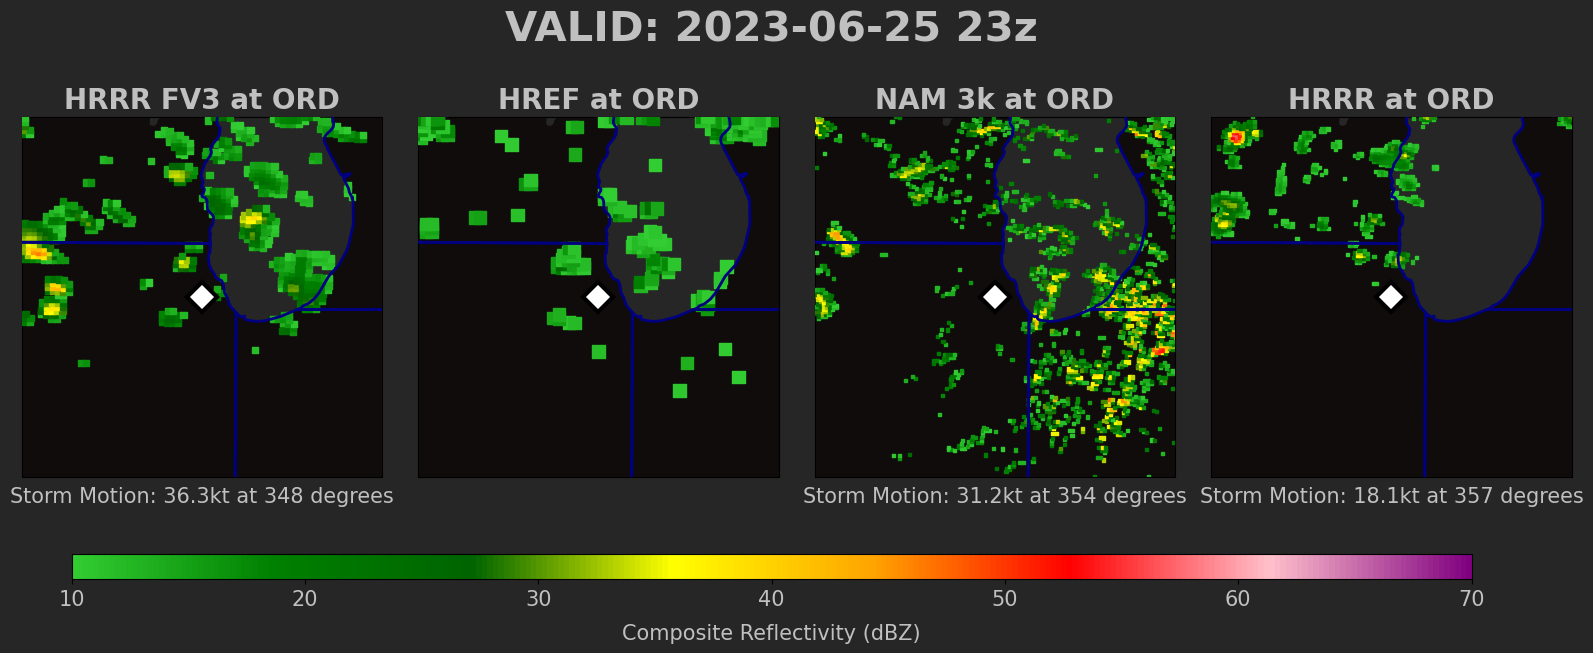 VALID: 2023-06-25 23z
HRRR FV3 at ORD
HREF at ORD
NAM 3k at ORD
HRRR at ORD
Storm Motion: 36.3kt at 348 degrees
Storm Motion: 31.2kt at 354 degrees
Storm Motion: 18.1kt at 357 degrees
10 20 30 40 50 60 70
Composite Reflectivity (dBZ)